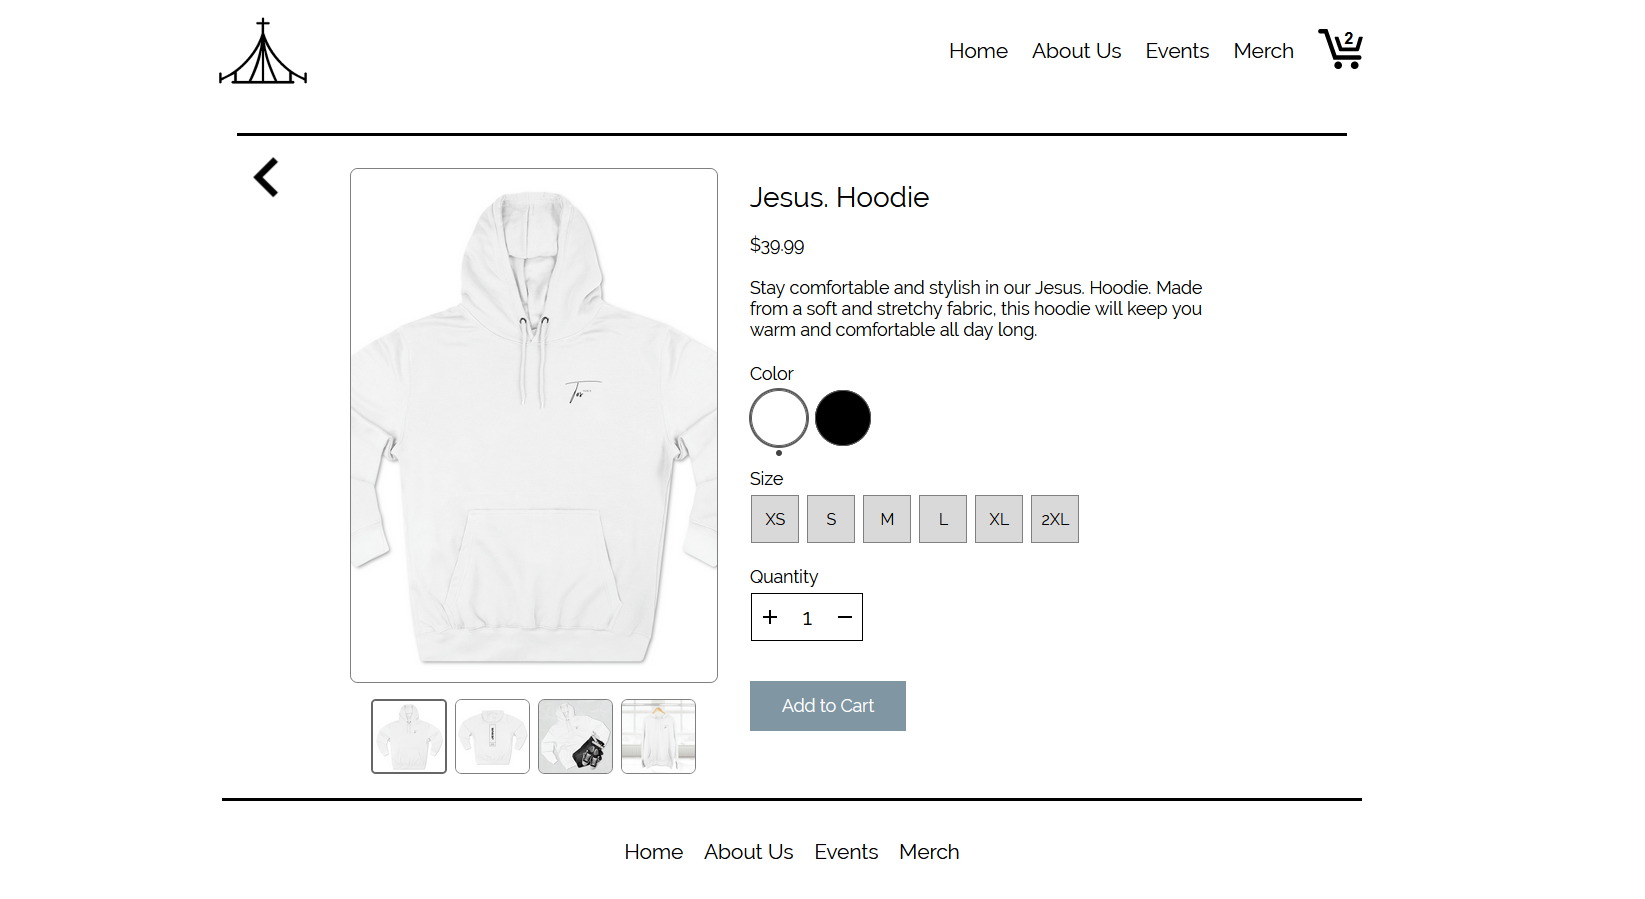 Home About Us Events Merch 2
Jesus. Hoodie
$39.99
Stay comfortable and stylish in our Jesus. Hoodie. Made
from a soft and stretchy fabric, this hoodie will keep you
warm and comfortable all day long.
Color
Size
XS S M L XL 2XL
Quantity
+ 1 −
Add to Cart
Home About Us Events Merch